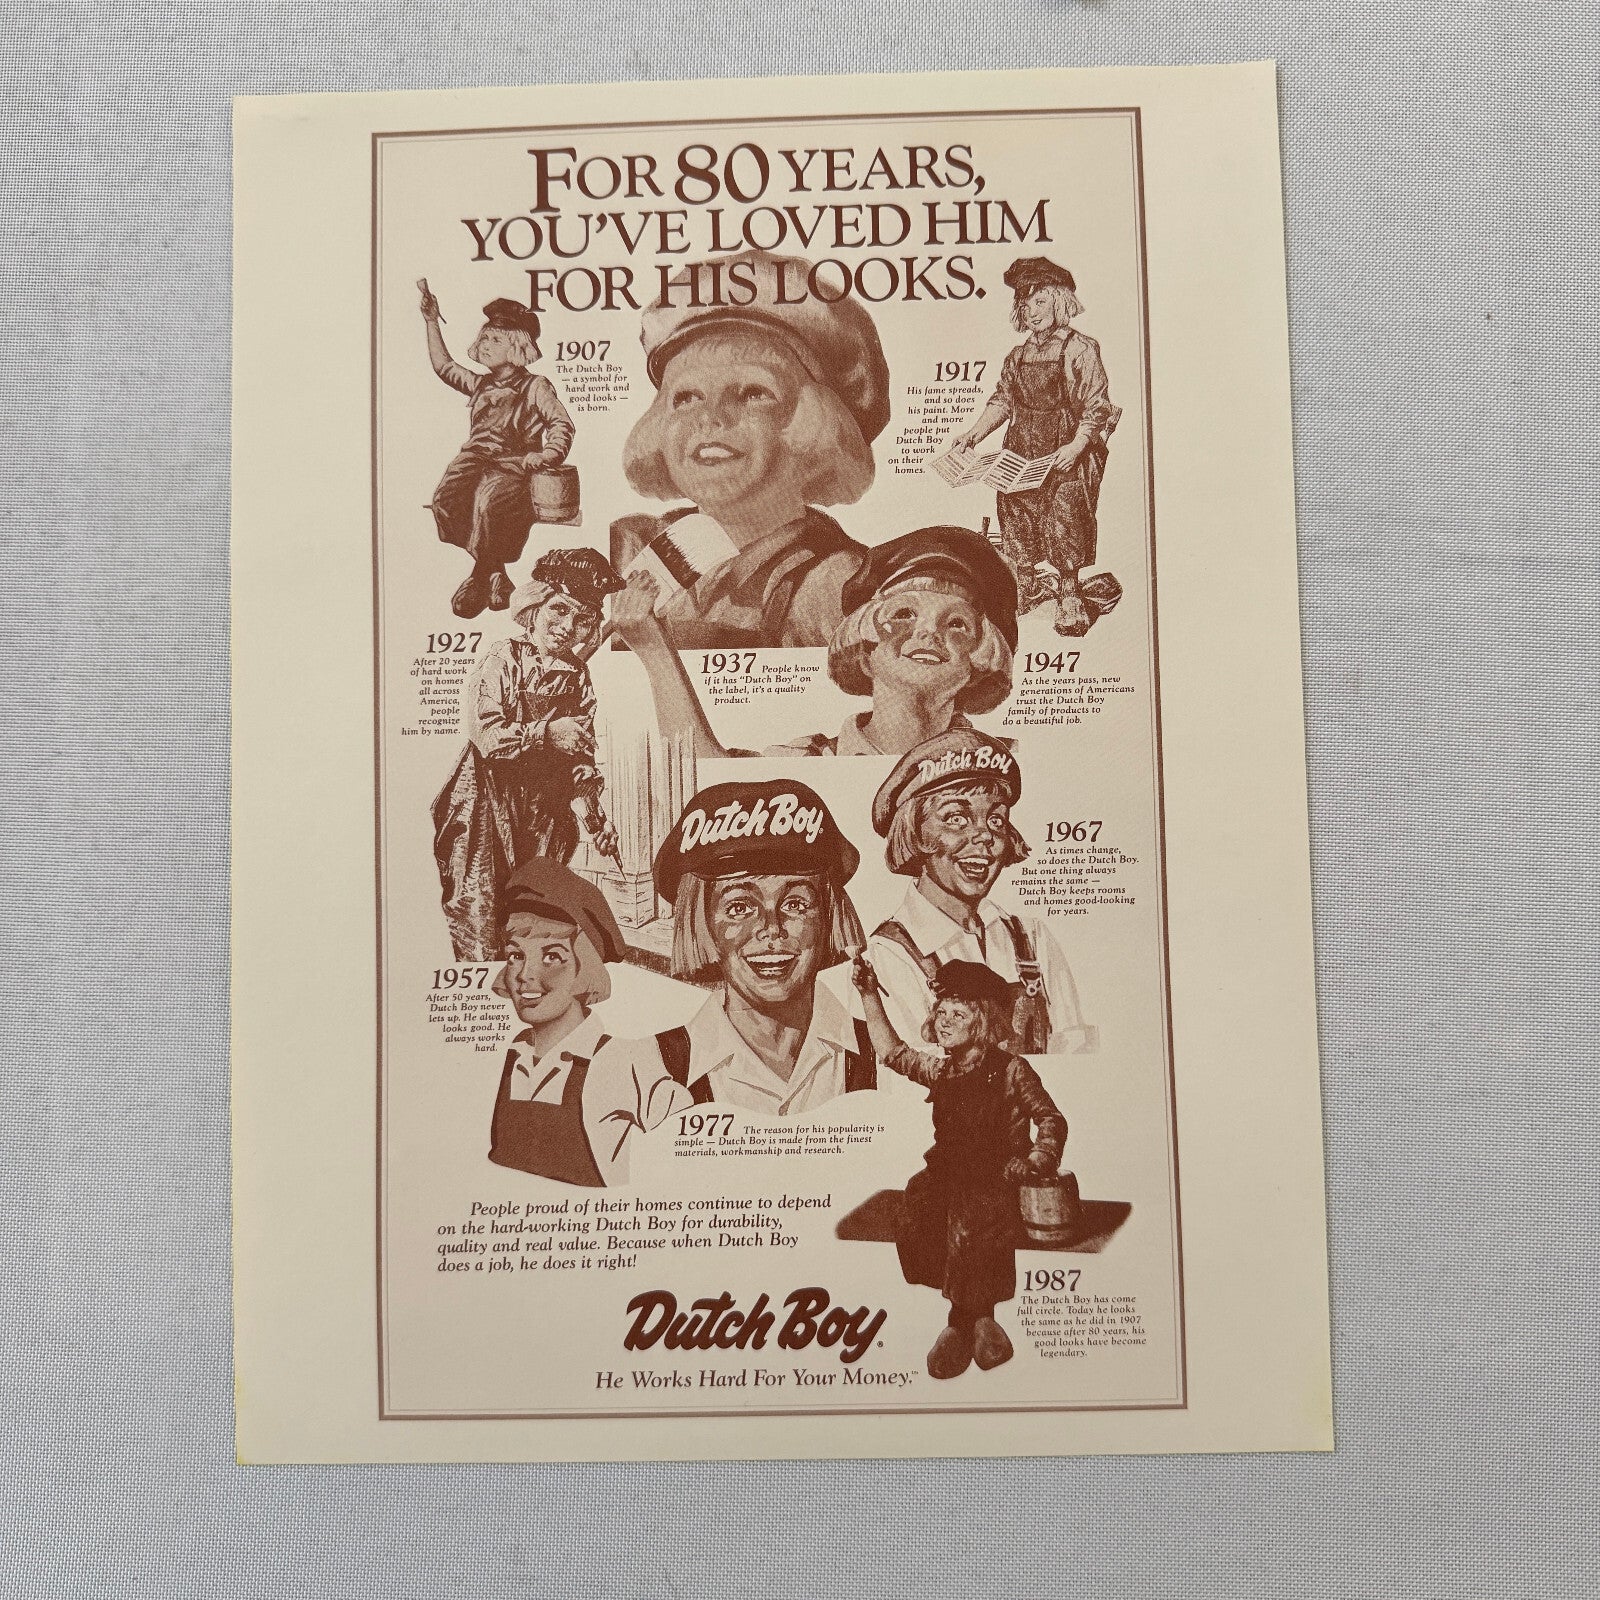 FOR 80 YEARS,
YOU'VE LOVED HIM
FOR HIS LOOKS.
1907
The Dutch Boy
— a symbol for
hard work and
good looks —
is born.
1917
His fame spreads,
and so does
his paint. More
and more
people put
Dutch Boy
to work
on their
homes.
1927
After 20 years
of hard work
on homes
all across
America,
people
recognize
him by name.
1937 People know
if it has "Dutch Boy" on
the label, it's a quality
product.
1947
As the years pass, new
generations of Americans
trust the Dutch Boy
family of products to
do a beautiful job.
Dutch Boy
Dutch Boy®
1957
After 50 years,
Dutch Boy never
lets up. He always
looks good. He
always works
hard.
1967
As times change,
so does the Dutch Boy.
But one thing always
remains the same —
Dutch Boy keeps rooms
and homes good-looking
for years.
1977 The reason for his popularity is
simple — Dutch Boy is made from the finest
materials, workmanship and research.
People proud of their homes continue to depend
on the hard-working Dutch Boy for durability,
quality and real value. Because when Dutch Boy
does a job, he does it right!
1987
The Dutch Boy has come
full circle. Today he looks
the same as he did in 1907
because after 80 years, his
good looks have become
legendary.
Dutch Boy®
He Works Hard For Your Money.™